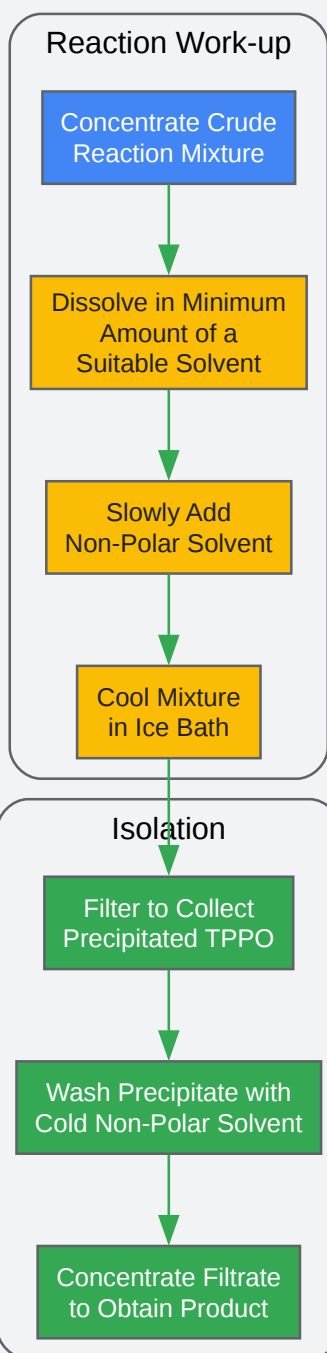 Reaction Work-up
Concentrate Crude
Reaction Mixture
Dissolve in Minimum
Amount of a
Suitable Solvent
Slowly Add
Non-Polar Solvent
Cool Mixture
in Ice Bath
Isolation
Filter to Collect
Precipitated TPPO
Wash Precipitate with
Cold Non-Polar Solvent
Concentrate Filtrate
to Obtain Product